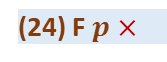 (24) F p ×